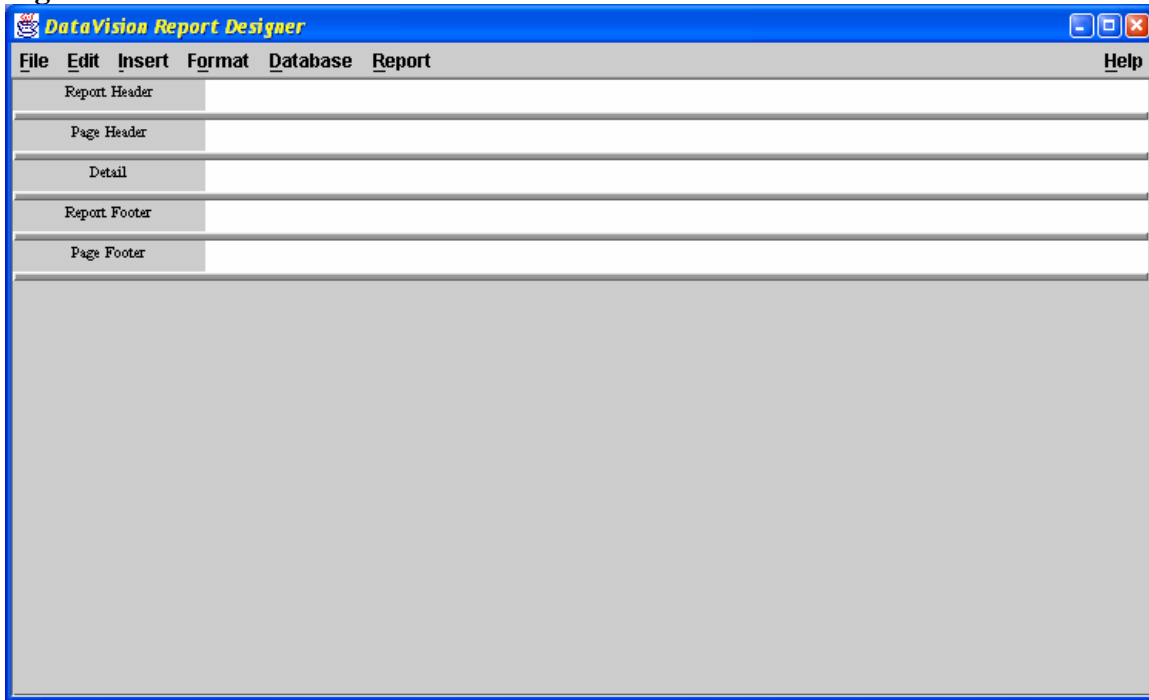 DataVision Report Designer
File Edit Insert Format Database Report Help
Report Header
Page Header
Detail
Report Footer
Page Footer